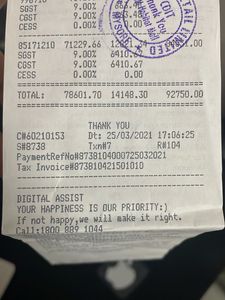 SGST 9.00%
CGST 9.00%
CESS 0.00%
85171210 71229.66
SGST 9.00% 6410.67
CGST 9.00% 6410.67
CESS 0.00% 0.00
TOTAL: 78601.70 14148.30 92750.00
THANK YOU
C#60210153 Dt: 25/03/2021 17:06:25
S#8738 Txn#7 R#104
PaymentRefNo#8738104000725032021
Tax Invoice#873B10421501010
DIGITAL ASSIST
YOUR HAPPINESS IS OUR PRIORITY:)
If not happy,we will make it right.
Call:1800 889 1044